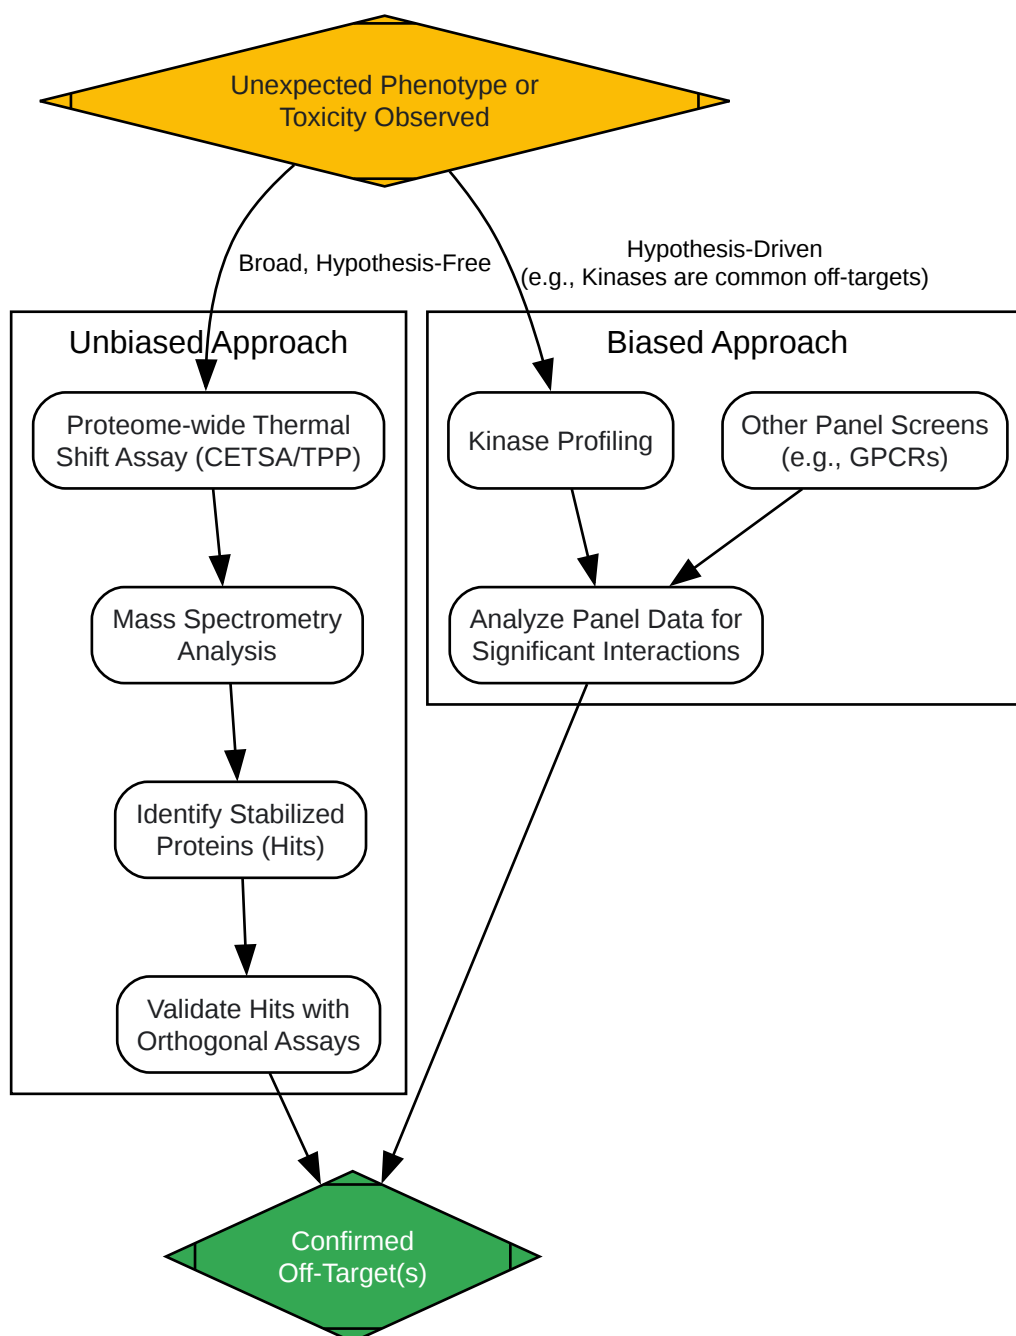 Unexpected Phenotype or
Toxicity Observed
Broad, Hypothesis-Free
Hypothesis-Driven
(e.g., Kinases are common off-targets)
Unbiased Approach
Biased Approach
Proteome-wide Thermal
Shift Assay (CETSA/TPP)
Kinase Profiling
Other Panel Screens
(e.g., GPCRs)
Mass Spectrometry
Analysis
Analyze Panel Data for
Significant Interactions
Identify Stabilized
Proteins (Hits)
Validate Hits with
Orthogonal Assays
Confirmed
Off-Target(s)